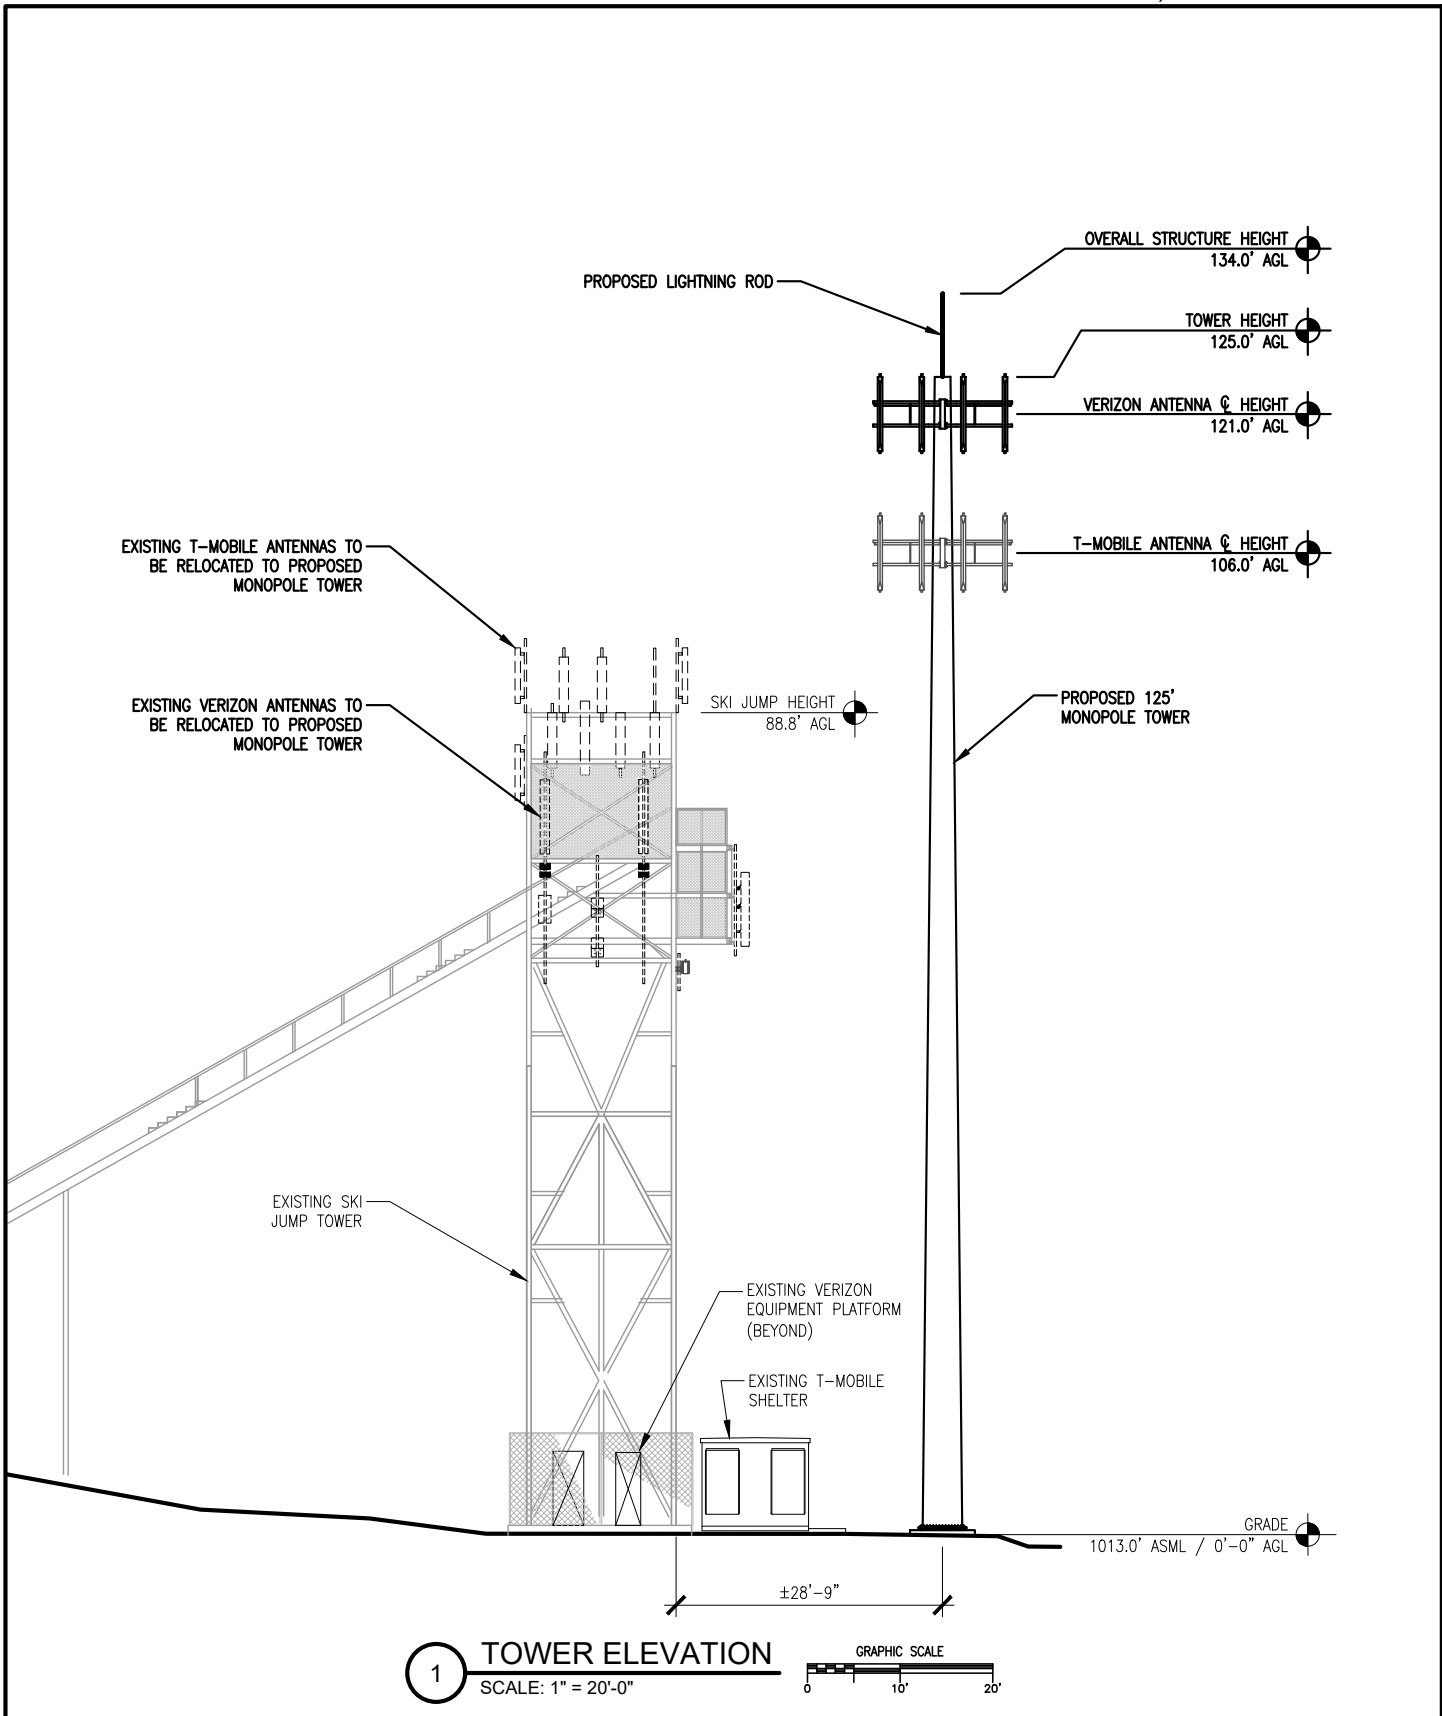 OVERALL STRUCTURE HEIGHT
134.0' AGL
PROPOSED LIGHTNING ROD
TOWER HEIGHT
125.0' AGL
VERIZON ANTENNA ℄ HEIGHT
121.0' AGL
T-MOBILE ANTENNA ℄ HEIGHT
106.0' AGL
EXISTING T-MOBILE ANTENNAS TO
BE RELOCATED TO PROPOSED
MONOPOLE TOWER
EXISTING VERIZON ANTENNAS TO
BE RELOCATED TO PROPOSED
MONOPOLE TOWER
SKI JUMP HEIGHT
88.8' AGL
PROPOSED 125'
MONOPOLE TOWER
EXISTING SKI
JUMP TOWER
EXISTING VERIZON
EQUIPMENT PLATFORM
(BEYOND)
EXISTING T-MOBILE
SHELTER
GRADE
1013.0' ASML / 0'-0" AGL
±28'-9"
1
TOWER ELEVATION
SCALE: 1" = 20'-0"
GRAPHIC SCALE
0 10' 20'